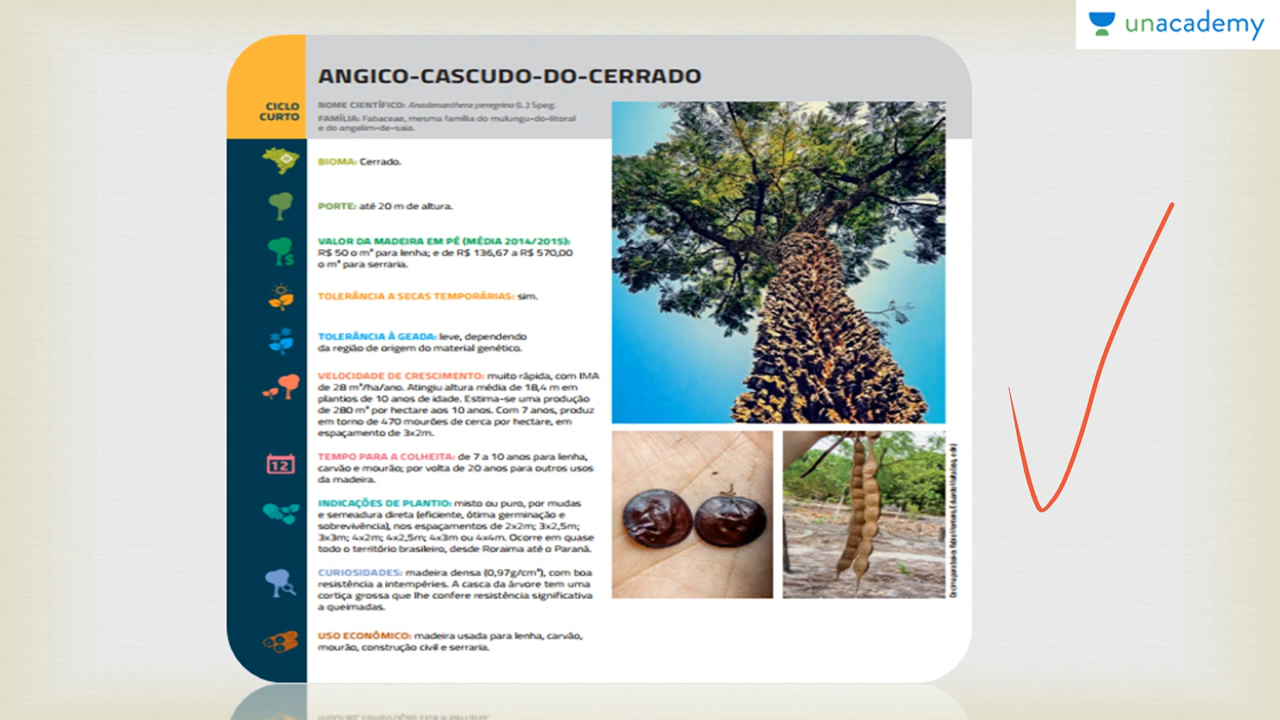 unacademy
ANGICO-CASCUDO-DO-CERRADO
CICLO
CURTO
NOME CIENTÍFICO: Anadenanthera peregrina (L.) Speg.
FAMÍLIA: Fabaceae, mesma família do mulungu-do-litoral
e do angelim-de-saia.
BIOMA: Cerrado.
PORTE: até 20 m de altura.
VALOR DA MADEIRA EM PÉ (MÉDIA 2014/2015):
R$ 50 o m³ para lenha; e de R$ 136,67 a R$ 570,00
o m³ para serraria.
TOLERÂNCIA A SECAS TEMPORÁRIAS: sim.
TOLERÂNCIA À GEADA: leve, dependendo
da região de origem do material genético.
VELOCIDADE DE CRESCIMENTO: muito rápida, com IMA
de 28 m³/ha/ano. Atingiu altura média de 18,4 m em
plantios de 10 anos de idade. Estima-se uma produção
de 280 m³ por hectare aos 10 anos. Com 7 anos, produz
em torno de 470 mourões de cerca por hectare, em
espaçamento de 3x2m.
12
TEMPO PARA A COLHEITA: de 7 a 10 anos para lenha,
carvão e mourão; por volta de 20 anos para outros usos
da madeira.
INDICAÇÕES DE PLANTIO: misto ou puro, por mudas
e semeadura direta (eficiente, ótima germinação e
sobrevivência), nos espaçamentos de 2x2m; 3x2,5m;
3x3m; 4x2m; 4x2,5m; 4x3m ou 4x4m. Ocorre em quase
todo o território brasileiro, desde Roraima até o Paraná.
CURIOSIDADES: madeira densa (0,97g/cm³), com boa
resistência a intempéries. A casca da árvore tem uma
cortiça grossa que lhe confere resistência significativa
a queimadas.
USO ECONÔMICO: madeira usada para lenha, carvão,
mourão, construção civil e serraria.